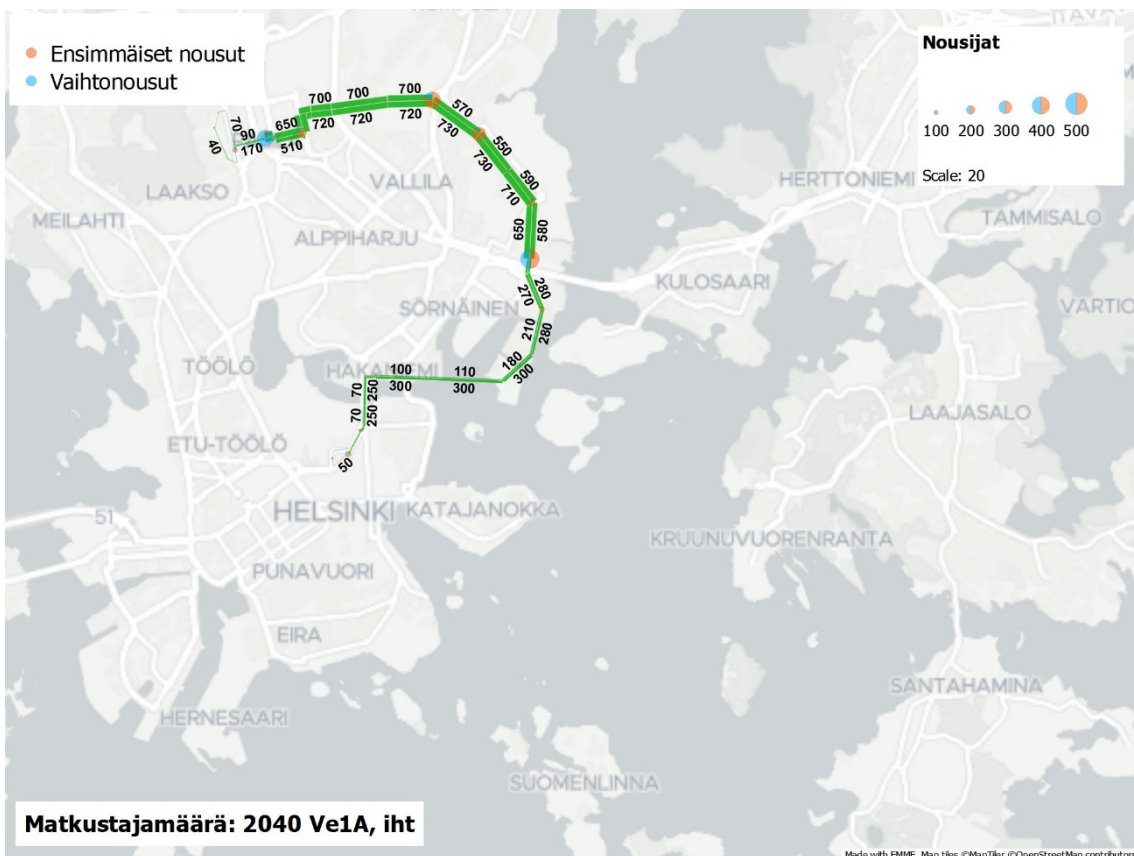 Ensimmäiset nousut
Vaihtonousut
Nousijat
100 200 300 400 500
Scale: 20
700
700
700
570
720
720
720
730
650
510
90
170
70
40
550
730
590
710
650
580
280
270
210
280
180
300
100
110
300
300
70
250
70
250
50
LAAKSO
MEILAHTI
VALLILA
ALPPIHARJU
HERTTONIEMI
TAMMISALO
KULOSAARI
VARTIO
SÖRNÄINEN
TÖÖLÖ
LAAJASALO
ETU-TÖÖLÖ
HELSINKI
KATAJANOKKA
51
KRUUNUVUORENRANTA
PUNAVUORI
EIRA
SANTAHAMINA
HERNESAARI
SUOMENLINNA
Matkustajamäärä: 2040 Ve1A, iht
Made with EMME. Map tiles ©MapTiler ©OpenStreetMap contributors